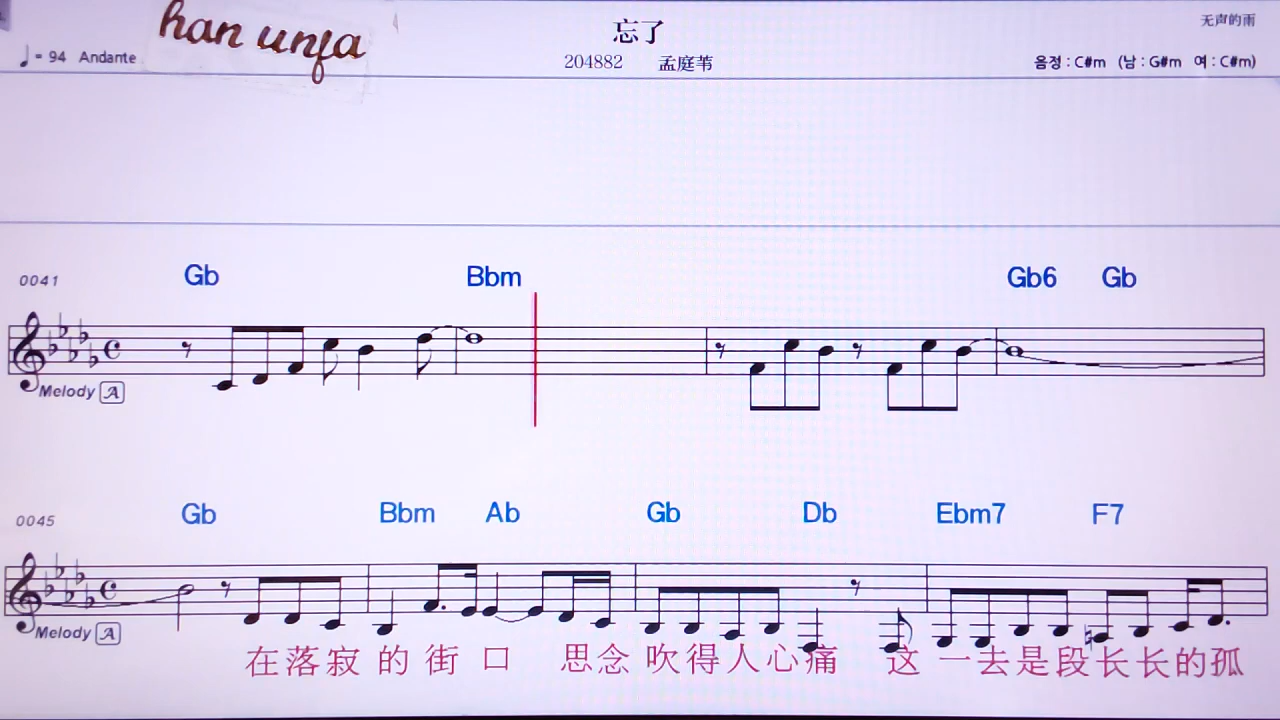 han unja
忘了
无声的雨
♩= 94 Andante
204882 孟庭苇
음정 : C#m (남 : G#m 여 : C#m)
0041 Gb Bbm Gb6 Gb
Melody A
0045 Gb Bbm Ab Gb Db Ebm7 F7
Melody A
在落寂的街口 思念吹得人心痛 这一去是段长长的孤